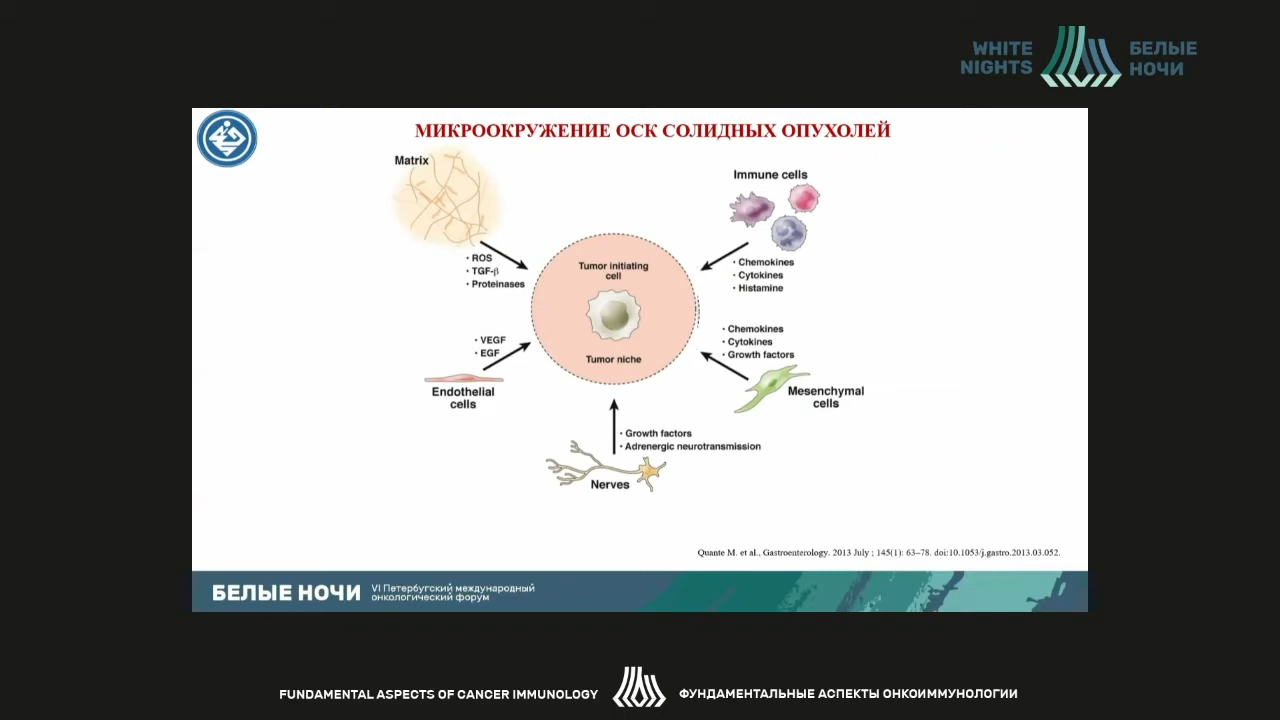 WHITE
NIGHTS
БЕЛЫЕ
НОЧИ
МИКРООКРУЖЕНИЕ ОСК СОЛИДНЫХ ОПУХОЛЕЙ
Matrix
• ROS
• TGF-β
• Proteinases
Immune cells
• Chemokines
• Cytokines
• Histamine
Tumor initiating
cell
Tumor niche
• VEGF
• EGF
Endothelial
cells
• Chemokines
• Cytokines
• Growth factors
Mesenchymal
cells
• Growth factors
• Adrenergic neurotransmission
Nerves
Quante M. et al., Gastroenterology. 2013 July ; 145(1): 63–78. doi:10.1053/j.gastro.2013.03.052.
БЕЛЫЕ НОЧИ
VI Петербугский международный
онкологический форум
FUNDAMENTAL ASPECTS OF CANCER IMMUNOLOGY
ФУНДАМЕНТАЛЬНЫЕ АСПЕКТЫ ОНКОИММУНОЛОГИИ